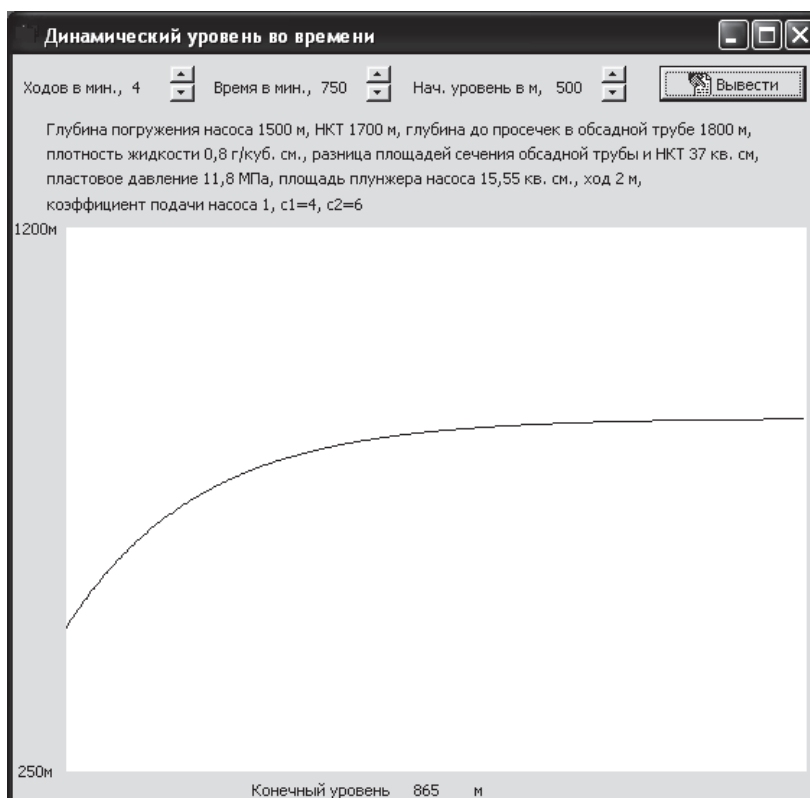 Динамический уровень во времени
Ходов в мин., 4 Время в мин., 750 Нач. уровень в м, 500 Вывести
Глубина погружения насоса 1500 м, НКТ 1700 м, глубина до просечек в обсадной трубе 1800 м,
плотность жидкости 0,8 г/куб. см., разница площадей сечения обсадной трубы и НКТ 37 кв. см,
пластовое давление 11,8 МПа, площадь плунжера насоса 15,55 кв. см., ход 2 м,
коэффициент подачи насоса 1, с1=4, с2=6
1200м
250м
Конечный уровень 865 м